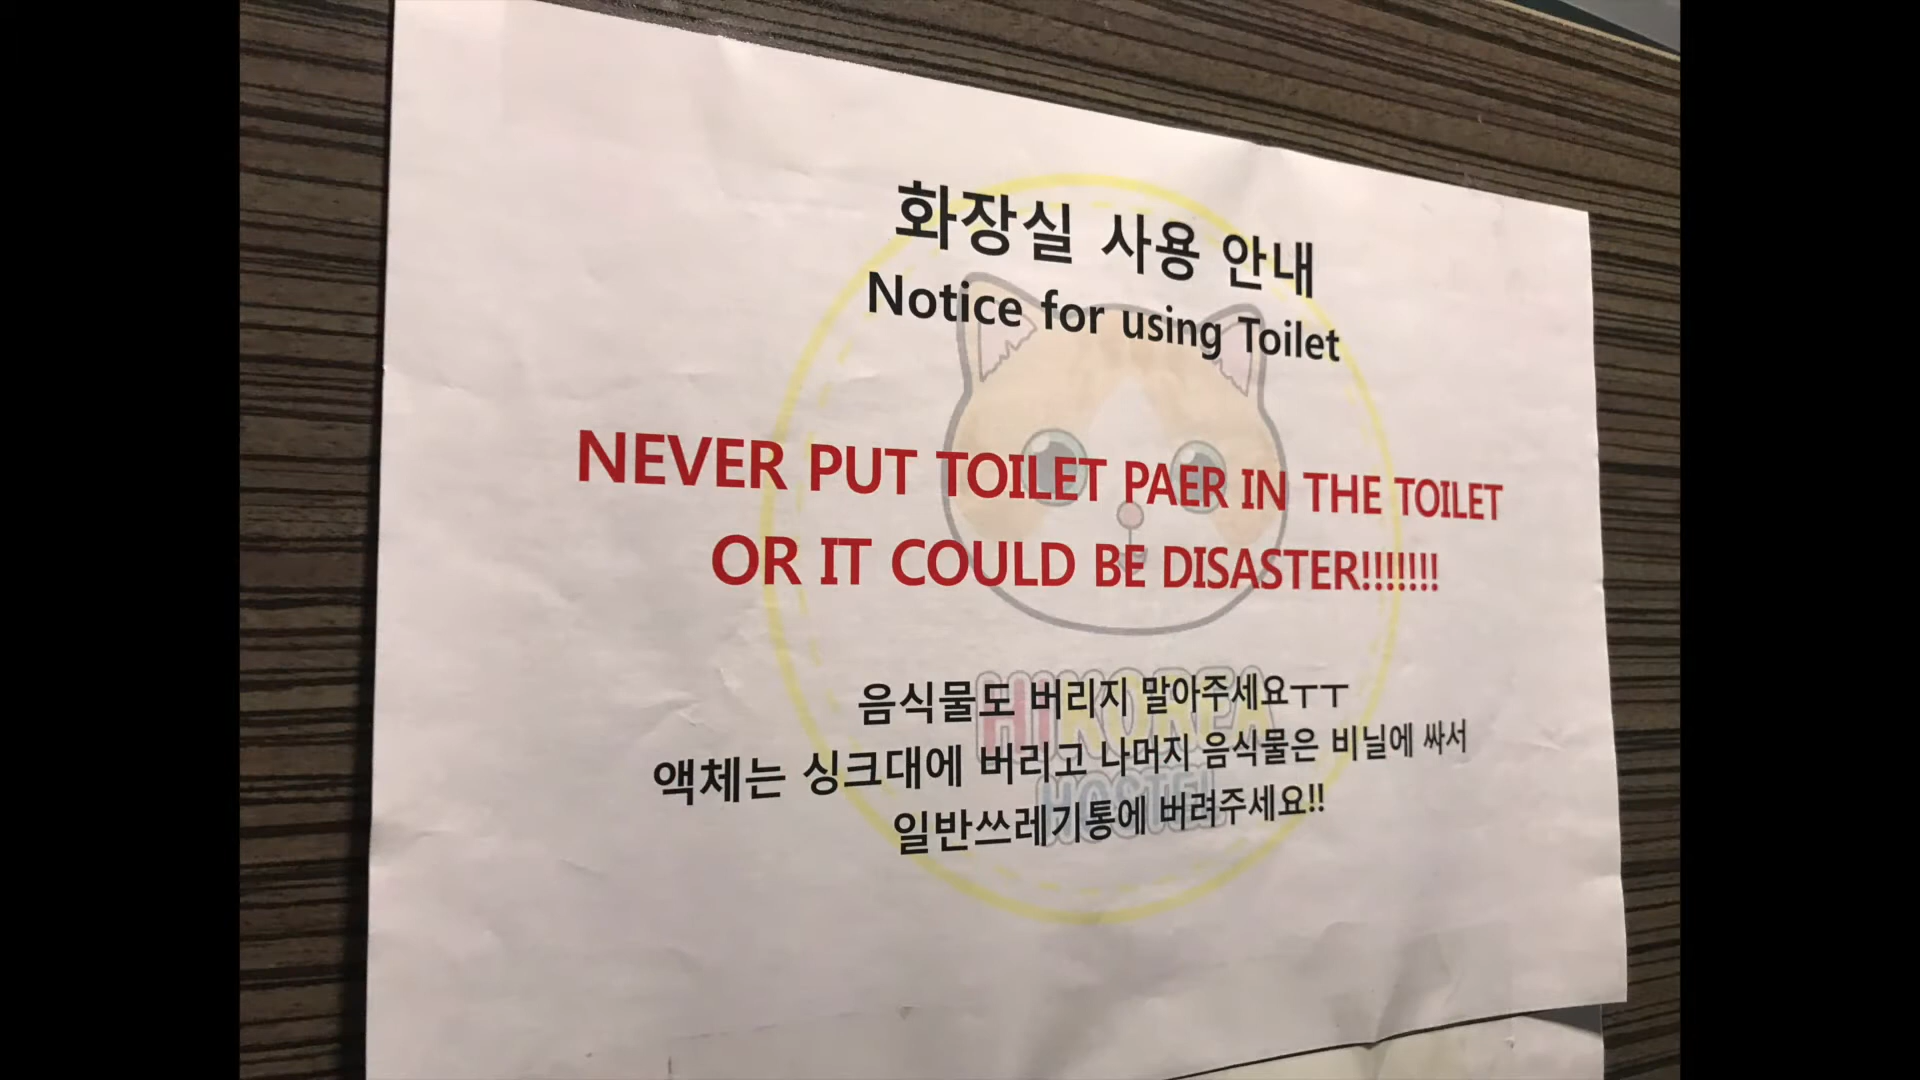 화장실 사용 안내
Notice for using Toilet
NEVER PUT TOILET PAER IN THE TOILET
OR IT COULD BE DISASTER!!!!!!!
음식물도 버리지 말아주세요ㅜㅜ
액체는 싱크대에 버리고 나머지 음식물은 비닐에 싸서
일반쓰레기통에 버려주세요!!
HI KOREA
HOSTEL